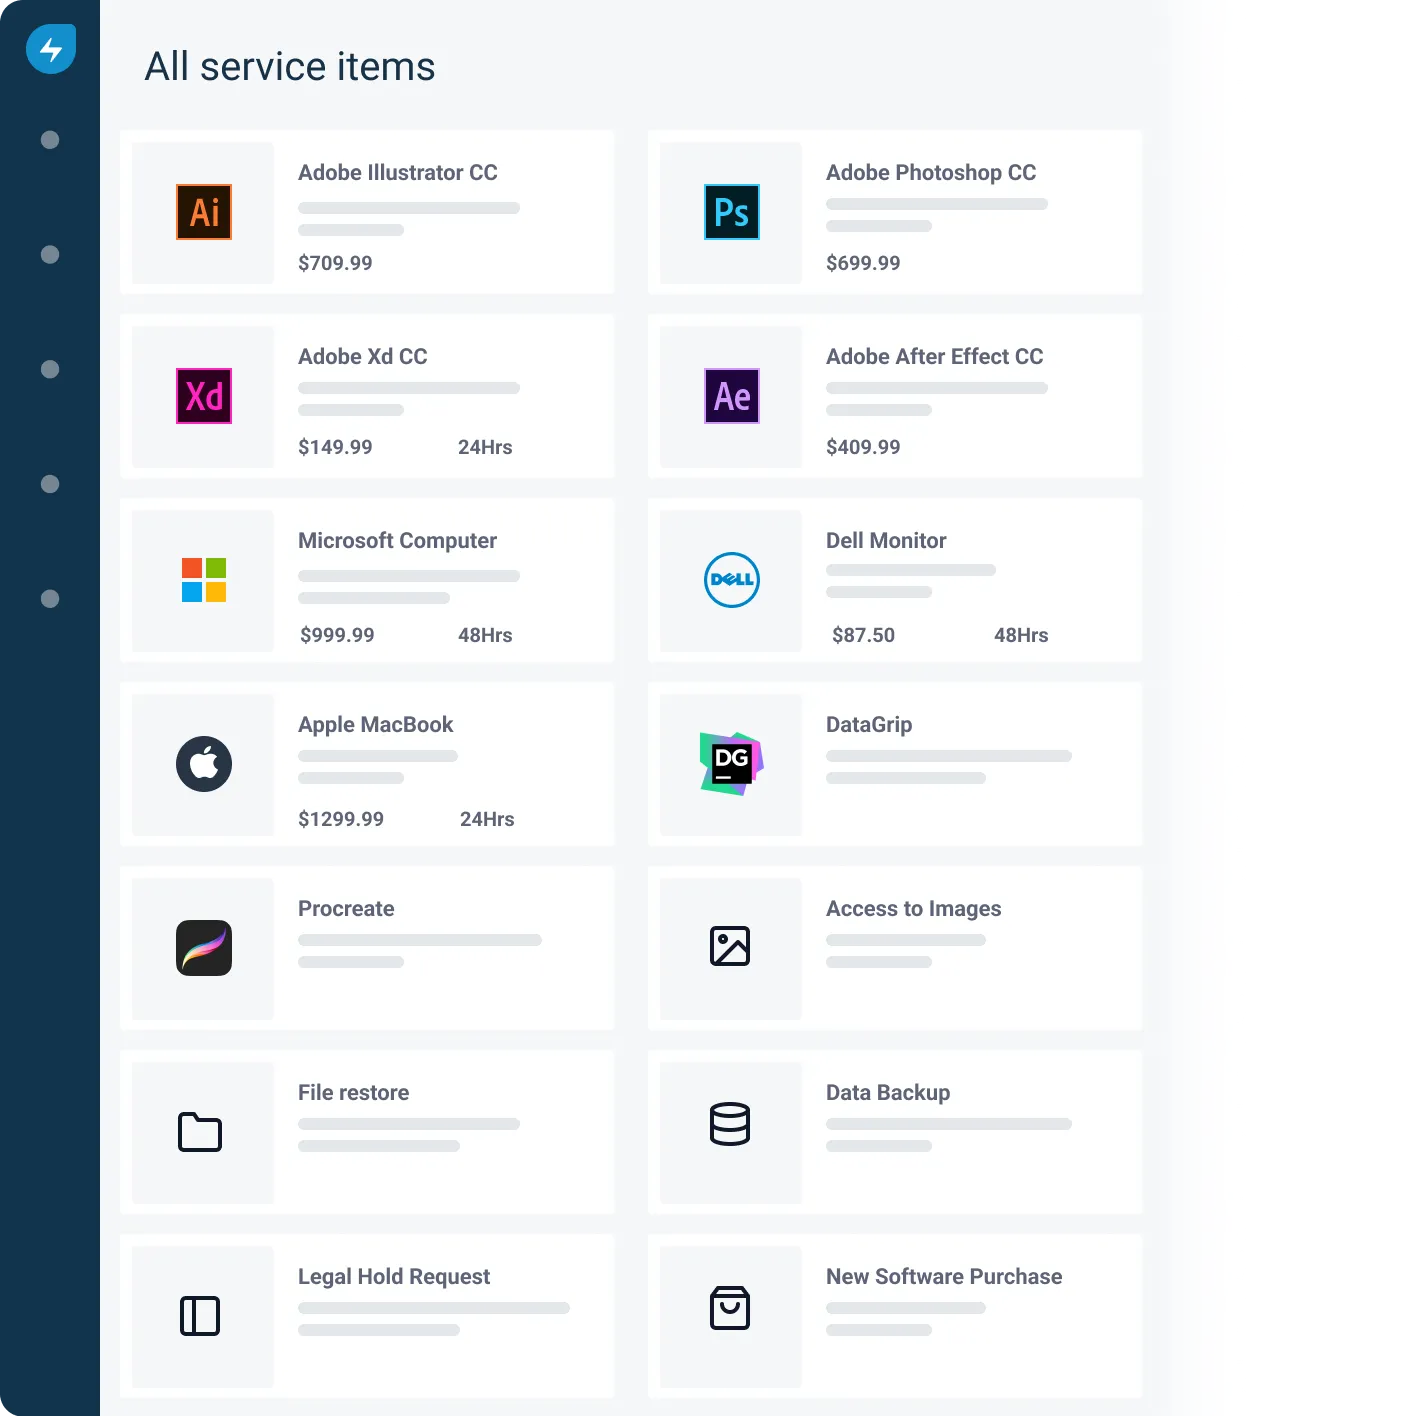 All service items
Ai
Adobe Illustrator CC
$709.99
Ps
Adobe Photoshop CC
$699.99
Xd
Adobe Xd CC
$149.99 24Hrs
Ae
Adobe After Effect CC
$409.99
Microsoft Computer
$999.99 48Hrs
DELL
Dell Monitor
$87.50 48Hrs
Apple MacBook
$1299.99 24Hrs
DG
DataGrip
Procreate
Access to Images
File restore
Data Backup
Legal Hold Request
New Software Purchase